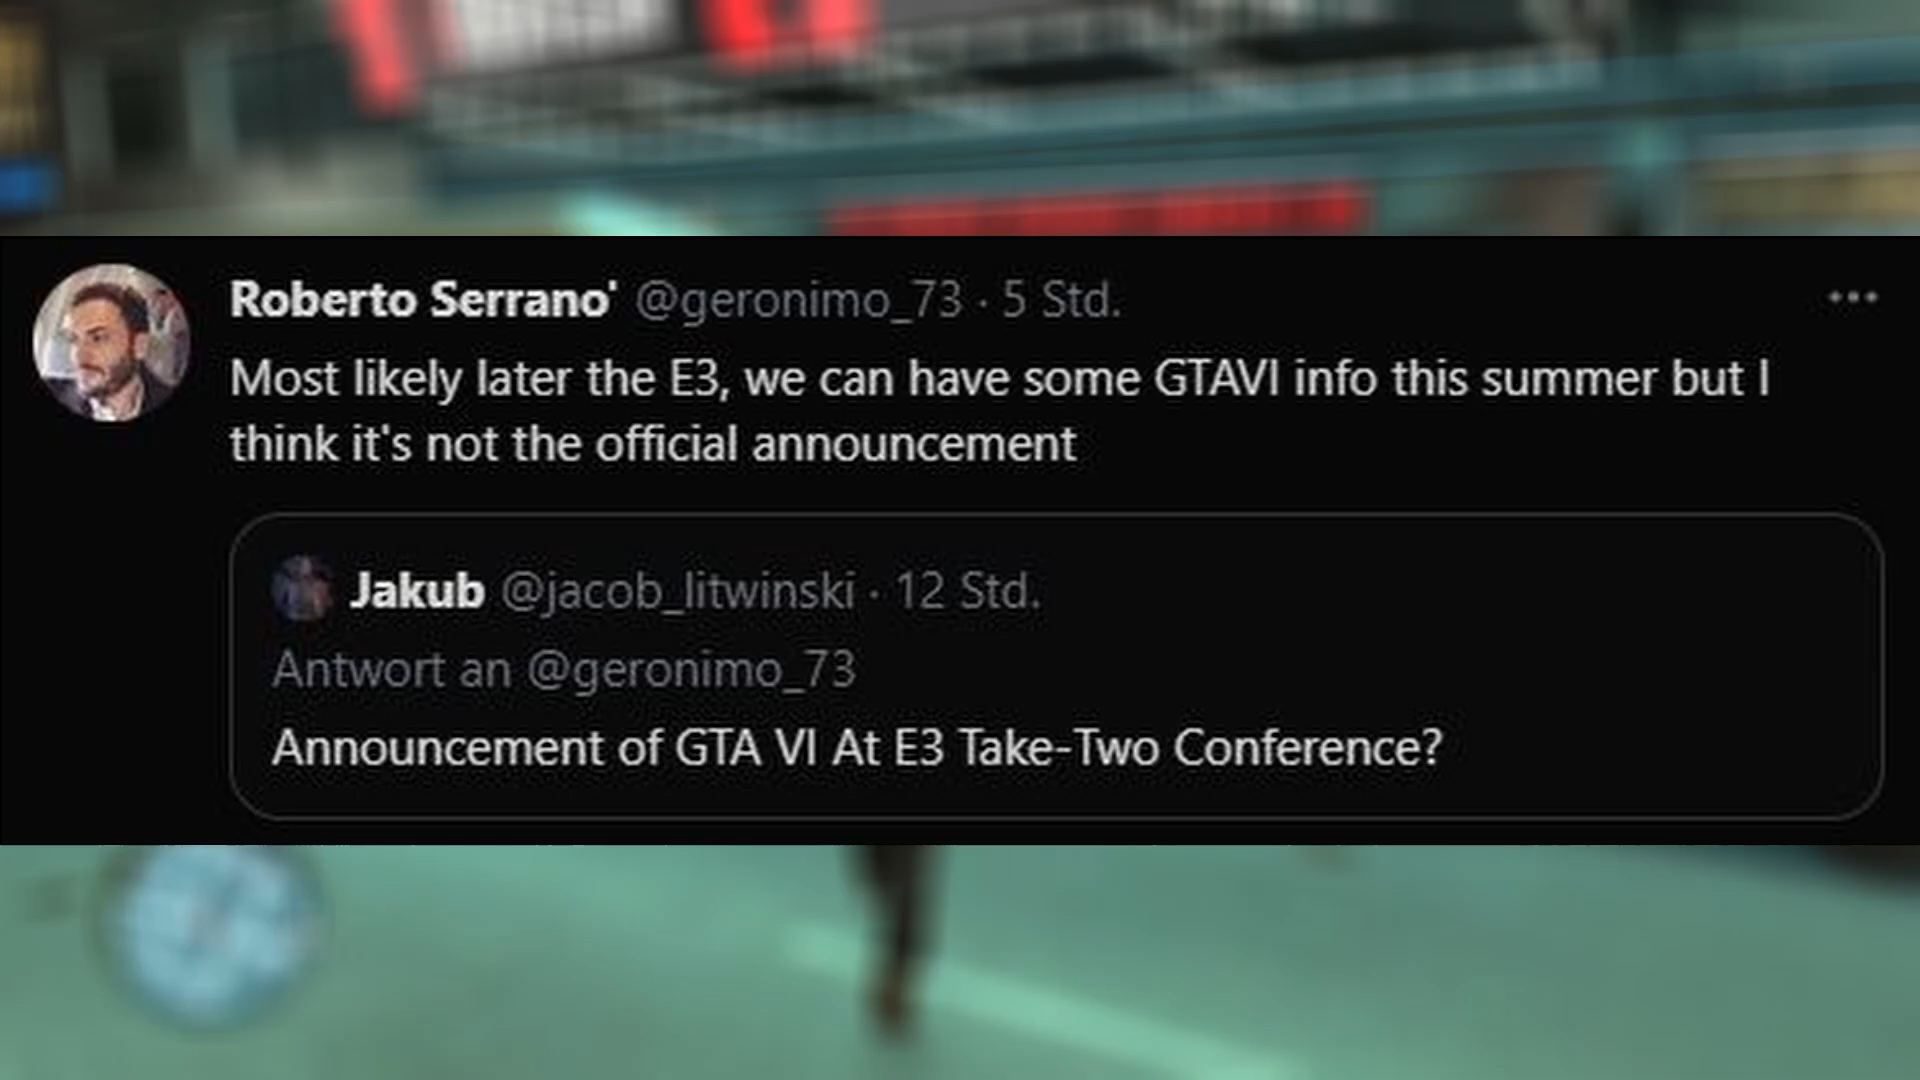 Roberto Serrano' @geronimo_73 · 5 Std.
Most likely later the E3, we can have some GTAVI info this summer but I
think it's not the official announcement
Jakub @jacob_litwinski · 12 Std.
Antwort an @geronimo_73
Announcement of GTA VI At E3 Take-Two Conference?